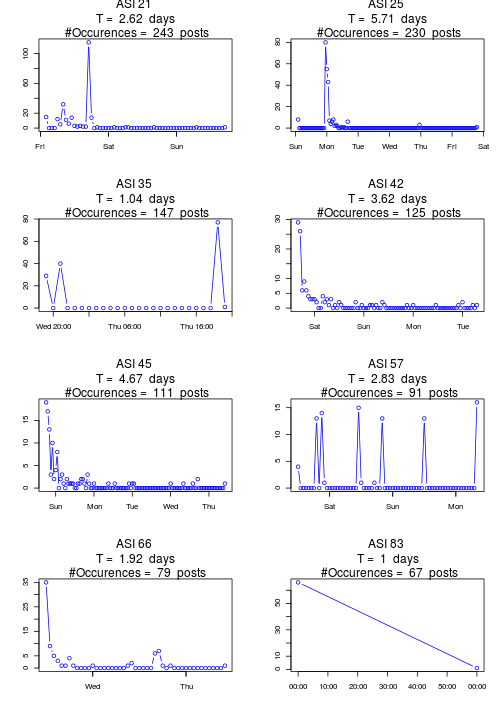 ASI 21
T = 2.62 days
#Occurences = 243 posts
0 20 60 100
Fri Sat Sun
ASI 25
T = 5.71 days
#Occurences = 230 posts
0 20 40 60 80
Sun Mon Tue Wed Thu Fri Sat
ASI 35
T = 1.04 days
#Occurences = 147 posts
0 20 40 60 80
Wed 20:00 Thu 06:00 Thu 16:00
ASI 42
T = 3.62 days
#Occurences = 125 posts
0 5 10 20 30
Sat Sun Mon Tue
ASI 45
T = 4.67 days
#Occurences = 111 posts
0 5 10 15
Sun Mon Tue Wed Thu
ASI 57
T = 2.83 days
#Occurences = 91 posts
0 5 10 15
Sat Sun Mon
ASI 66
T = 1.92 days
#Occurences = 79 posts
0 5 15 25 35
Wed Thu
ASI 83
T = 1 days
#Occurences = 67 posts
0 10 30 50
00:00 10:00 20:00 30:00 40:00 50:00 00:00